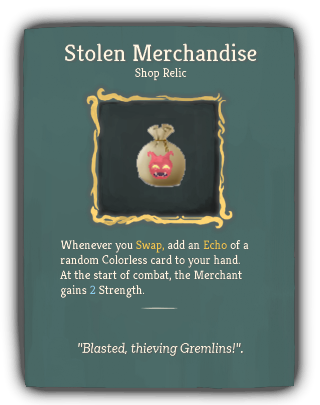 Stolen Merchandise
Shop Relic
Whenever you Swap, add an Echo of a
random Colorless card to your hand.
At the start of combat, the Merchant
gains 2 Strength.
"Blasted, thieving Gremlins!".